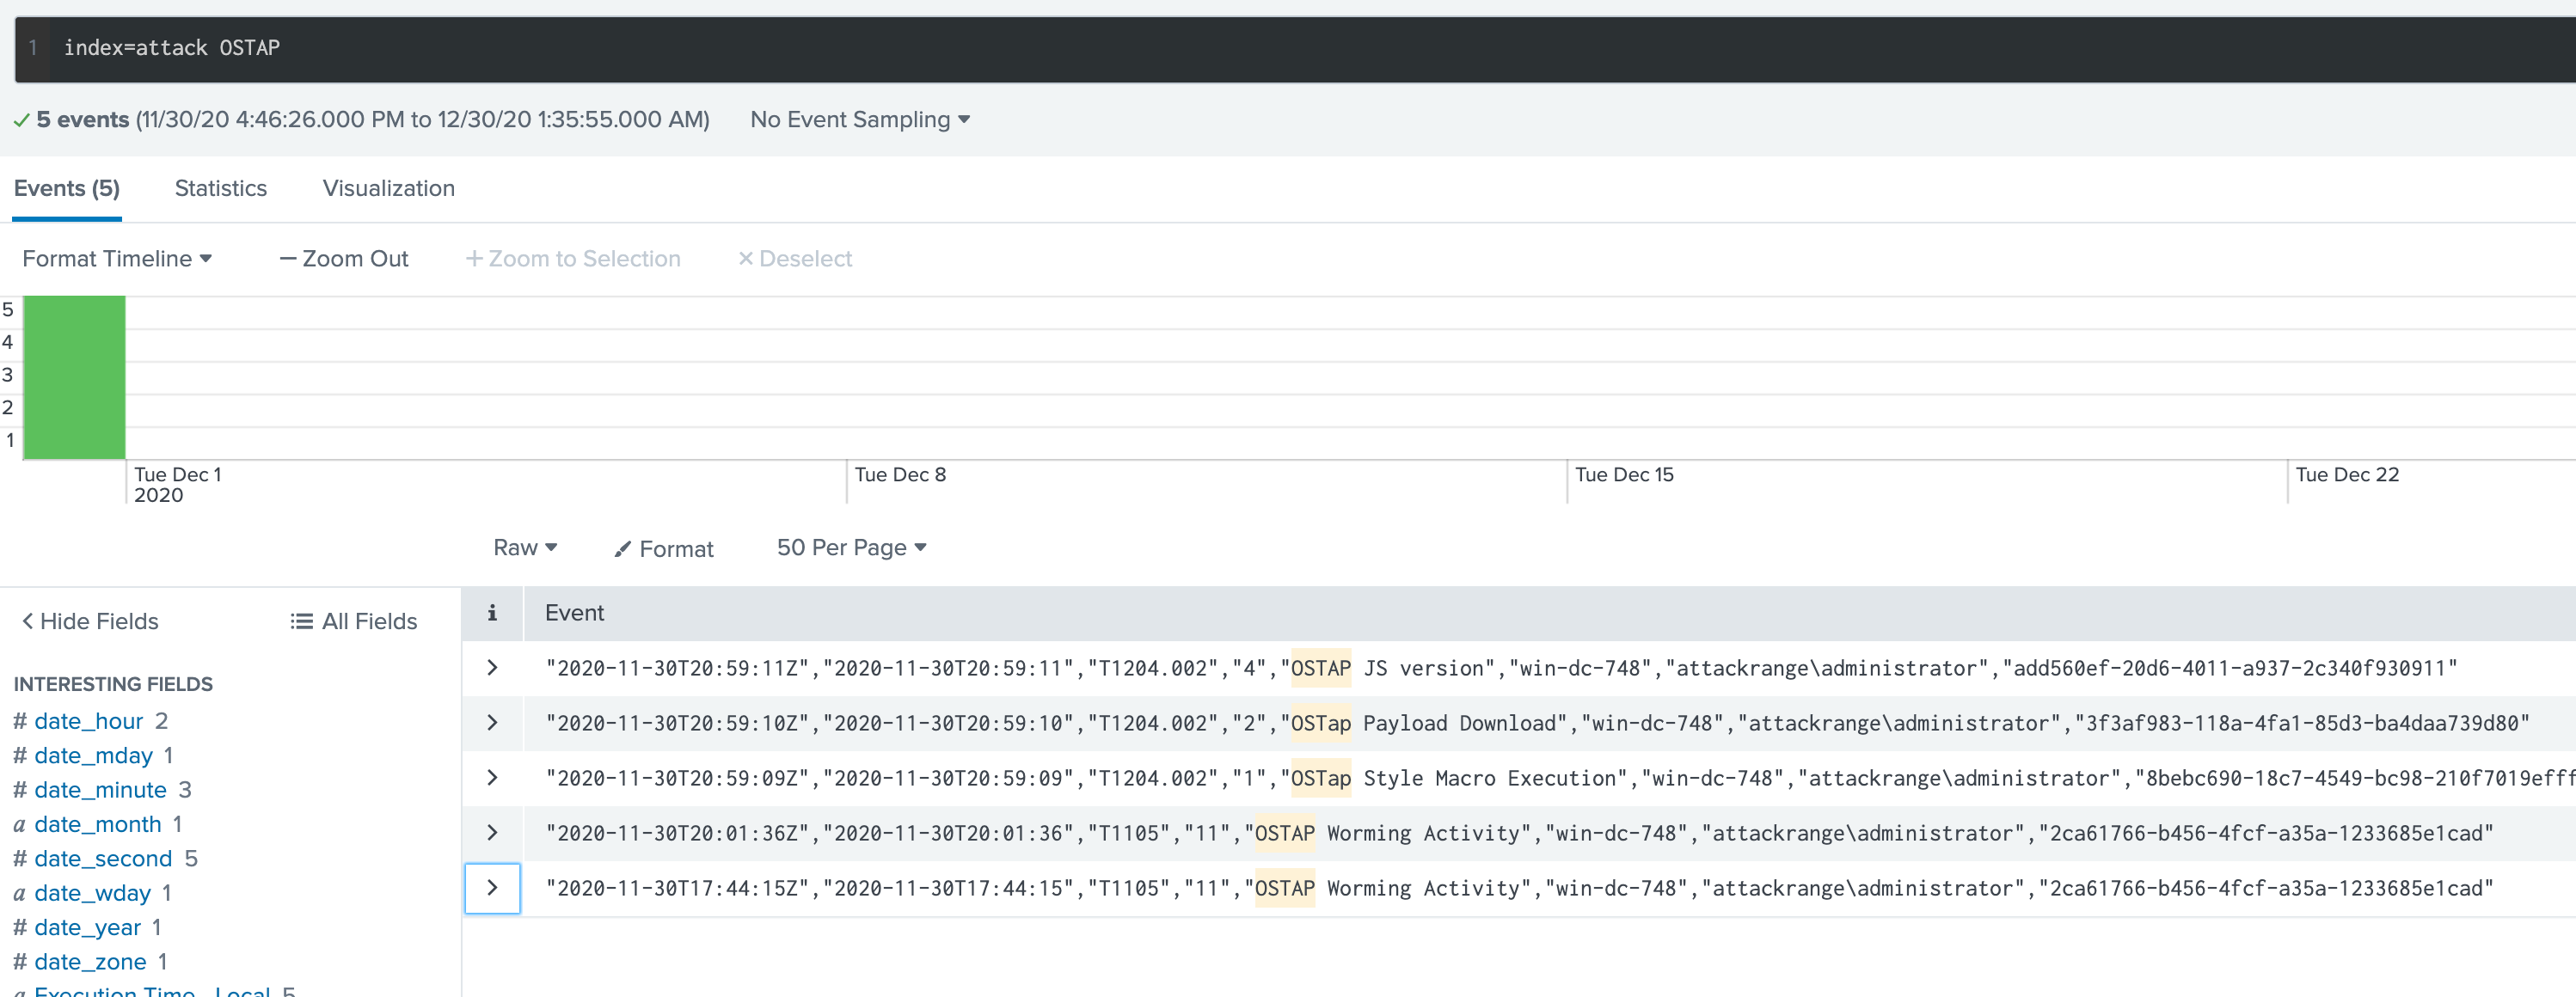 1 index=attack OSTAP
5 events (11/30/20 4:46:26.000 PM to 12/30/20 1:35:55.000 AM) No Event Sampling
Events (5) Statistics Visualization
Format Timeline — Zoom Out + Zoom to Selection × Deselect
5
4
3
2
1
Tue Dec 1 Tue Dec 8 Tue Dec 15 Tue Dec 22
2020
Raw Format 50 Per Page
< Hide Fields All Fields
i Event
INTERESTING FIELDS
# date_hour 2
# date_mday 1
# date_minute 3
a date_month 1
# date_second 5
a date_wday 1
# date_year 1
# date_zone 1
a Execution Time _Local 5
> "2020-11-30T20:59:11Z","2020-11-30T20:59:11","T1204.002","4","OSTAP JS version","win-dc-748","attackrange\administrator","add560ef-20d6-4011-a937-2c340f930911"
> "2020-11-30T20:59:10Z","2020-11-30T20:59:10","T1204.002","2","OSTap Payload Download","win-dc-748","attackrange\administrator","3f3af983-118a-4fa1-85d3-ba4daa739d80"
> "2020-11-30T20:59:09Z","2020-11-30T20:59:09","T1204.002","1","OSTap Style Macro Execution","win-dc-748","attackrange\administrator","8bebc690-18c7-4549-bc98-210f7019efff
> "2020-11-30T20:01:36Z","2020-11-30T20:01:36","T1105","11","OSTAP Worming Activity","win-dc-748","attackrange\administrator","2ca61766-b456-4fcf-a35a-1233685e1cad"
> "2020-11-30T17:44:15Z","2020-11-30T17:44:15","T1105","11","OSTAP Worming Activity","win-dc-748","attackrange\administrator","2ca61766-b456-4fcf-a35a-1233685e1cad"